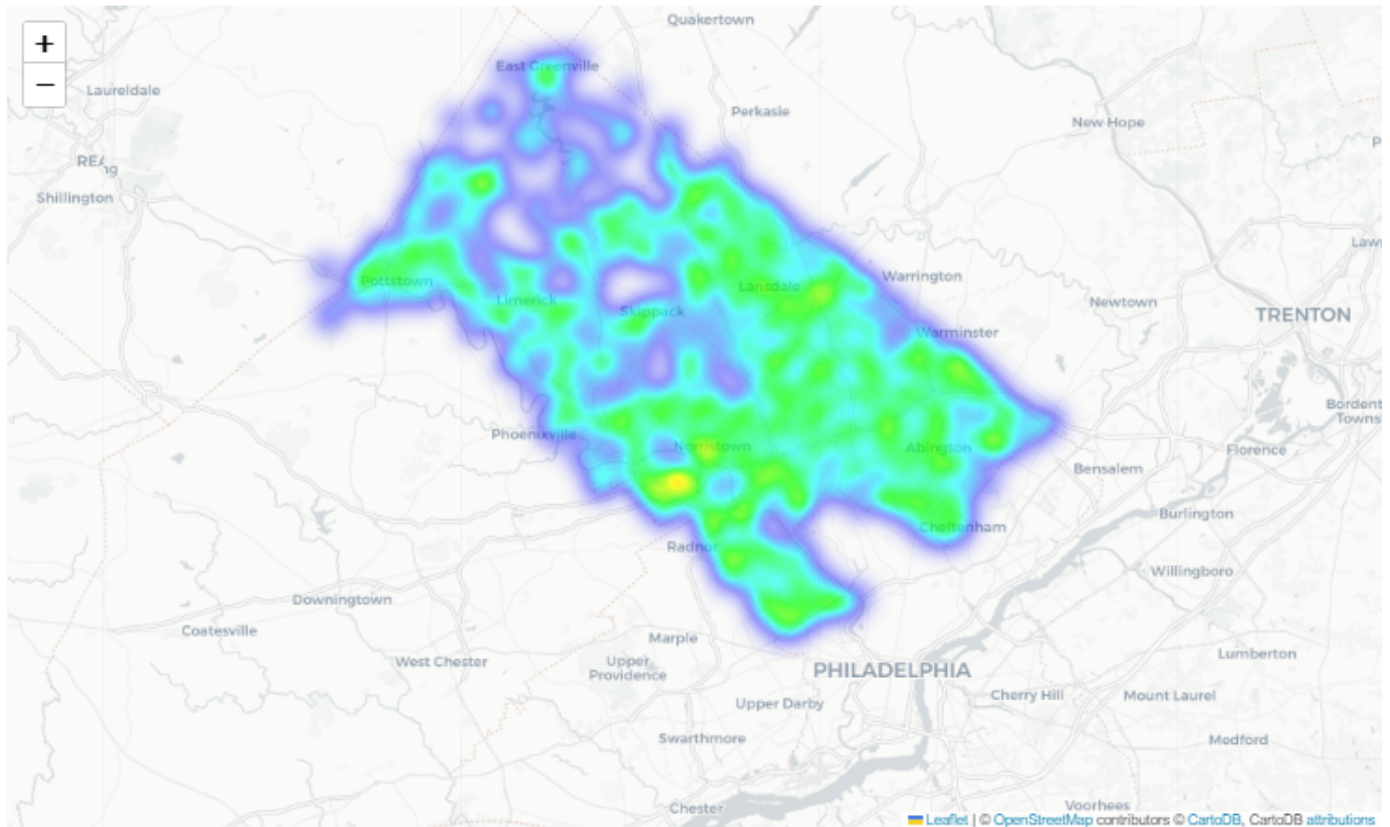 Quakertown
+
East Greenville
−
Laureldale
Perkasie
New Hope
Shillington
Warrington
Pottstown
Lansdale
Newtown
Limerick
Skippack
TRENTON
Warminster
Phoenixville
Norristown
Abington
Florence
Bensalem
Burlington
Cheltenham
Radnor
Willingboro
Downingtown
Coatesville
Marple
West Chester
Upper
Providence
Lumberton
PHILADELPHIA
Cherry Hill
Mount Laurel
Upper Darby
Swarthmore
Medford
Chester
Voorhees
Leaflet | © OpenStreetMap contributors © CartoDB, CartoDB attributions